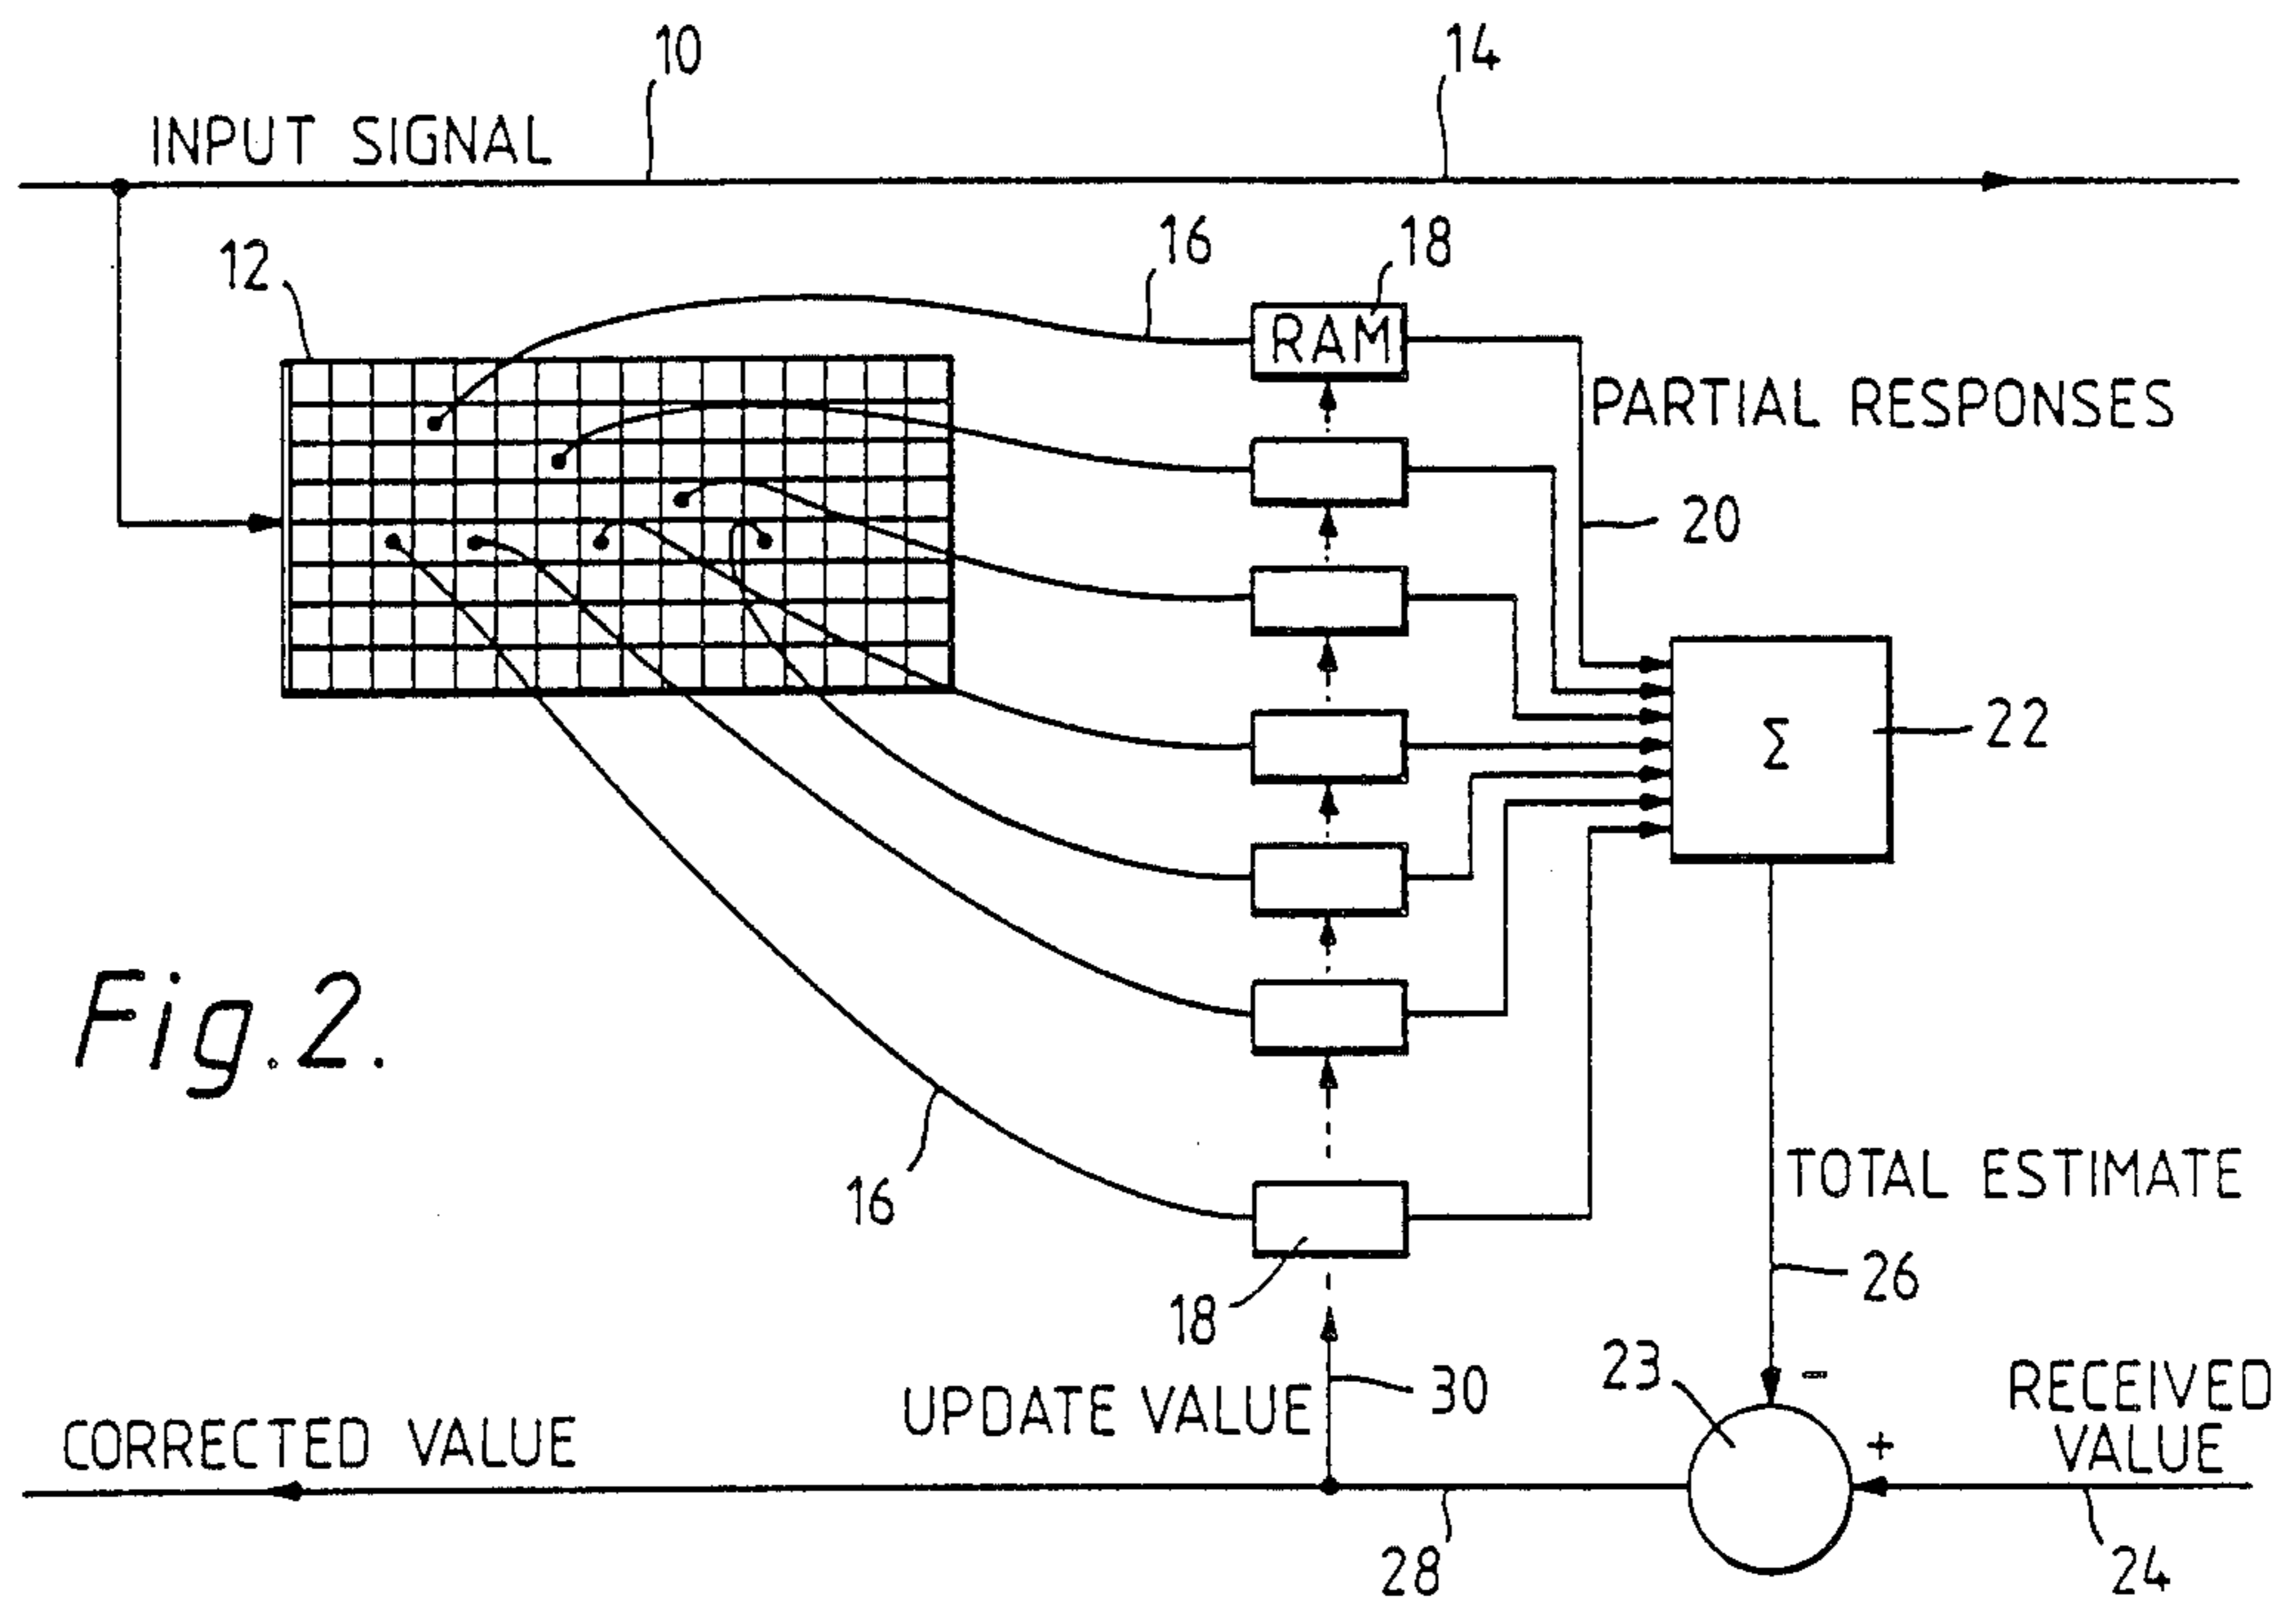 10
14
INPUT SIGNAL
12
16
18
RAM
PARTIAL RESPONSES
20
Σ
22
Fig.2.
16
TOTAL ESTIMATE
26
18
23
-
30
UPDATE VALUE
RECEIVED
VALUE
+
CORRECTED VALUE
28
24